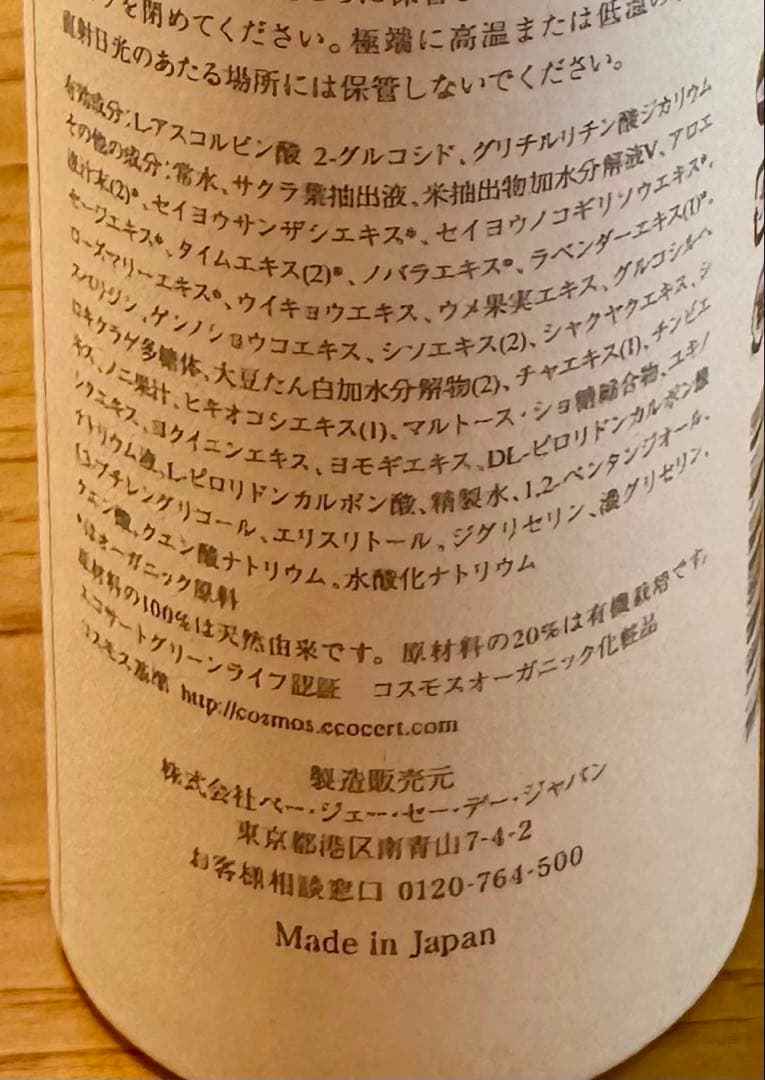 を閉めてください。極端に高温または低温の
直射日光のあたる場所には保管しないでください。
有効成分:L-アスコルビン酸 2-グルコシド、グリチルリチン酸ジカリウム
その他の成分:常水、サクラ葉抽出液、米抽出物加水分解液V、アロエ
液汁末(2)*、セイヨウサンザシエキス*、セイヨウノコギリソウエキス*、
セージエキス*、タイムエキス(2)*、ノバラエキス*、ラベンダーエキス(1)*、
ローズマリーエキス*、ウイキョウエキス、ウメ果実エキス、グルコシルヘ
スペリジン、ゲンノショウコエキス、シソエキス(2)、シャクヤクエキス、シ
ロキクラゲ多糖体、大豆たん白加水分解物(2)、チャエキス(1)、チンピエ
キス、ノニ果汁、ヒキオコシエキス(1)、マルトース・ショ糖縮合物、ユキノ
シタエキス、ヨクイニンエキス、ヨモギエキス、DL-ピロリドンカルボン酸
ナトリウム液、L-ピロリドンカルボン酸、精製水、1,2-ペンタンジオール、
1,3-ブチレングリコール、エリスリトール、ジグリセリン、濃グリセリン、
クエン酸、クエン酸ナトリウム、水酸化ナトリウム
*はオーガニック原料
原材料の100%は天然由来です。 原材料の20%は有機栽培です。
エコサートグリーンライフ認証 コスモスオーガニック化粧品
コスモス基準 http://cosmos.ecocert.com
製造販売元
株式会社ベー・ジェー・セー・デー・ジャパン
東京都港区南青山7-4-2
お客様相談窓口 0120-764-500
Made in Japan